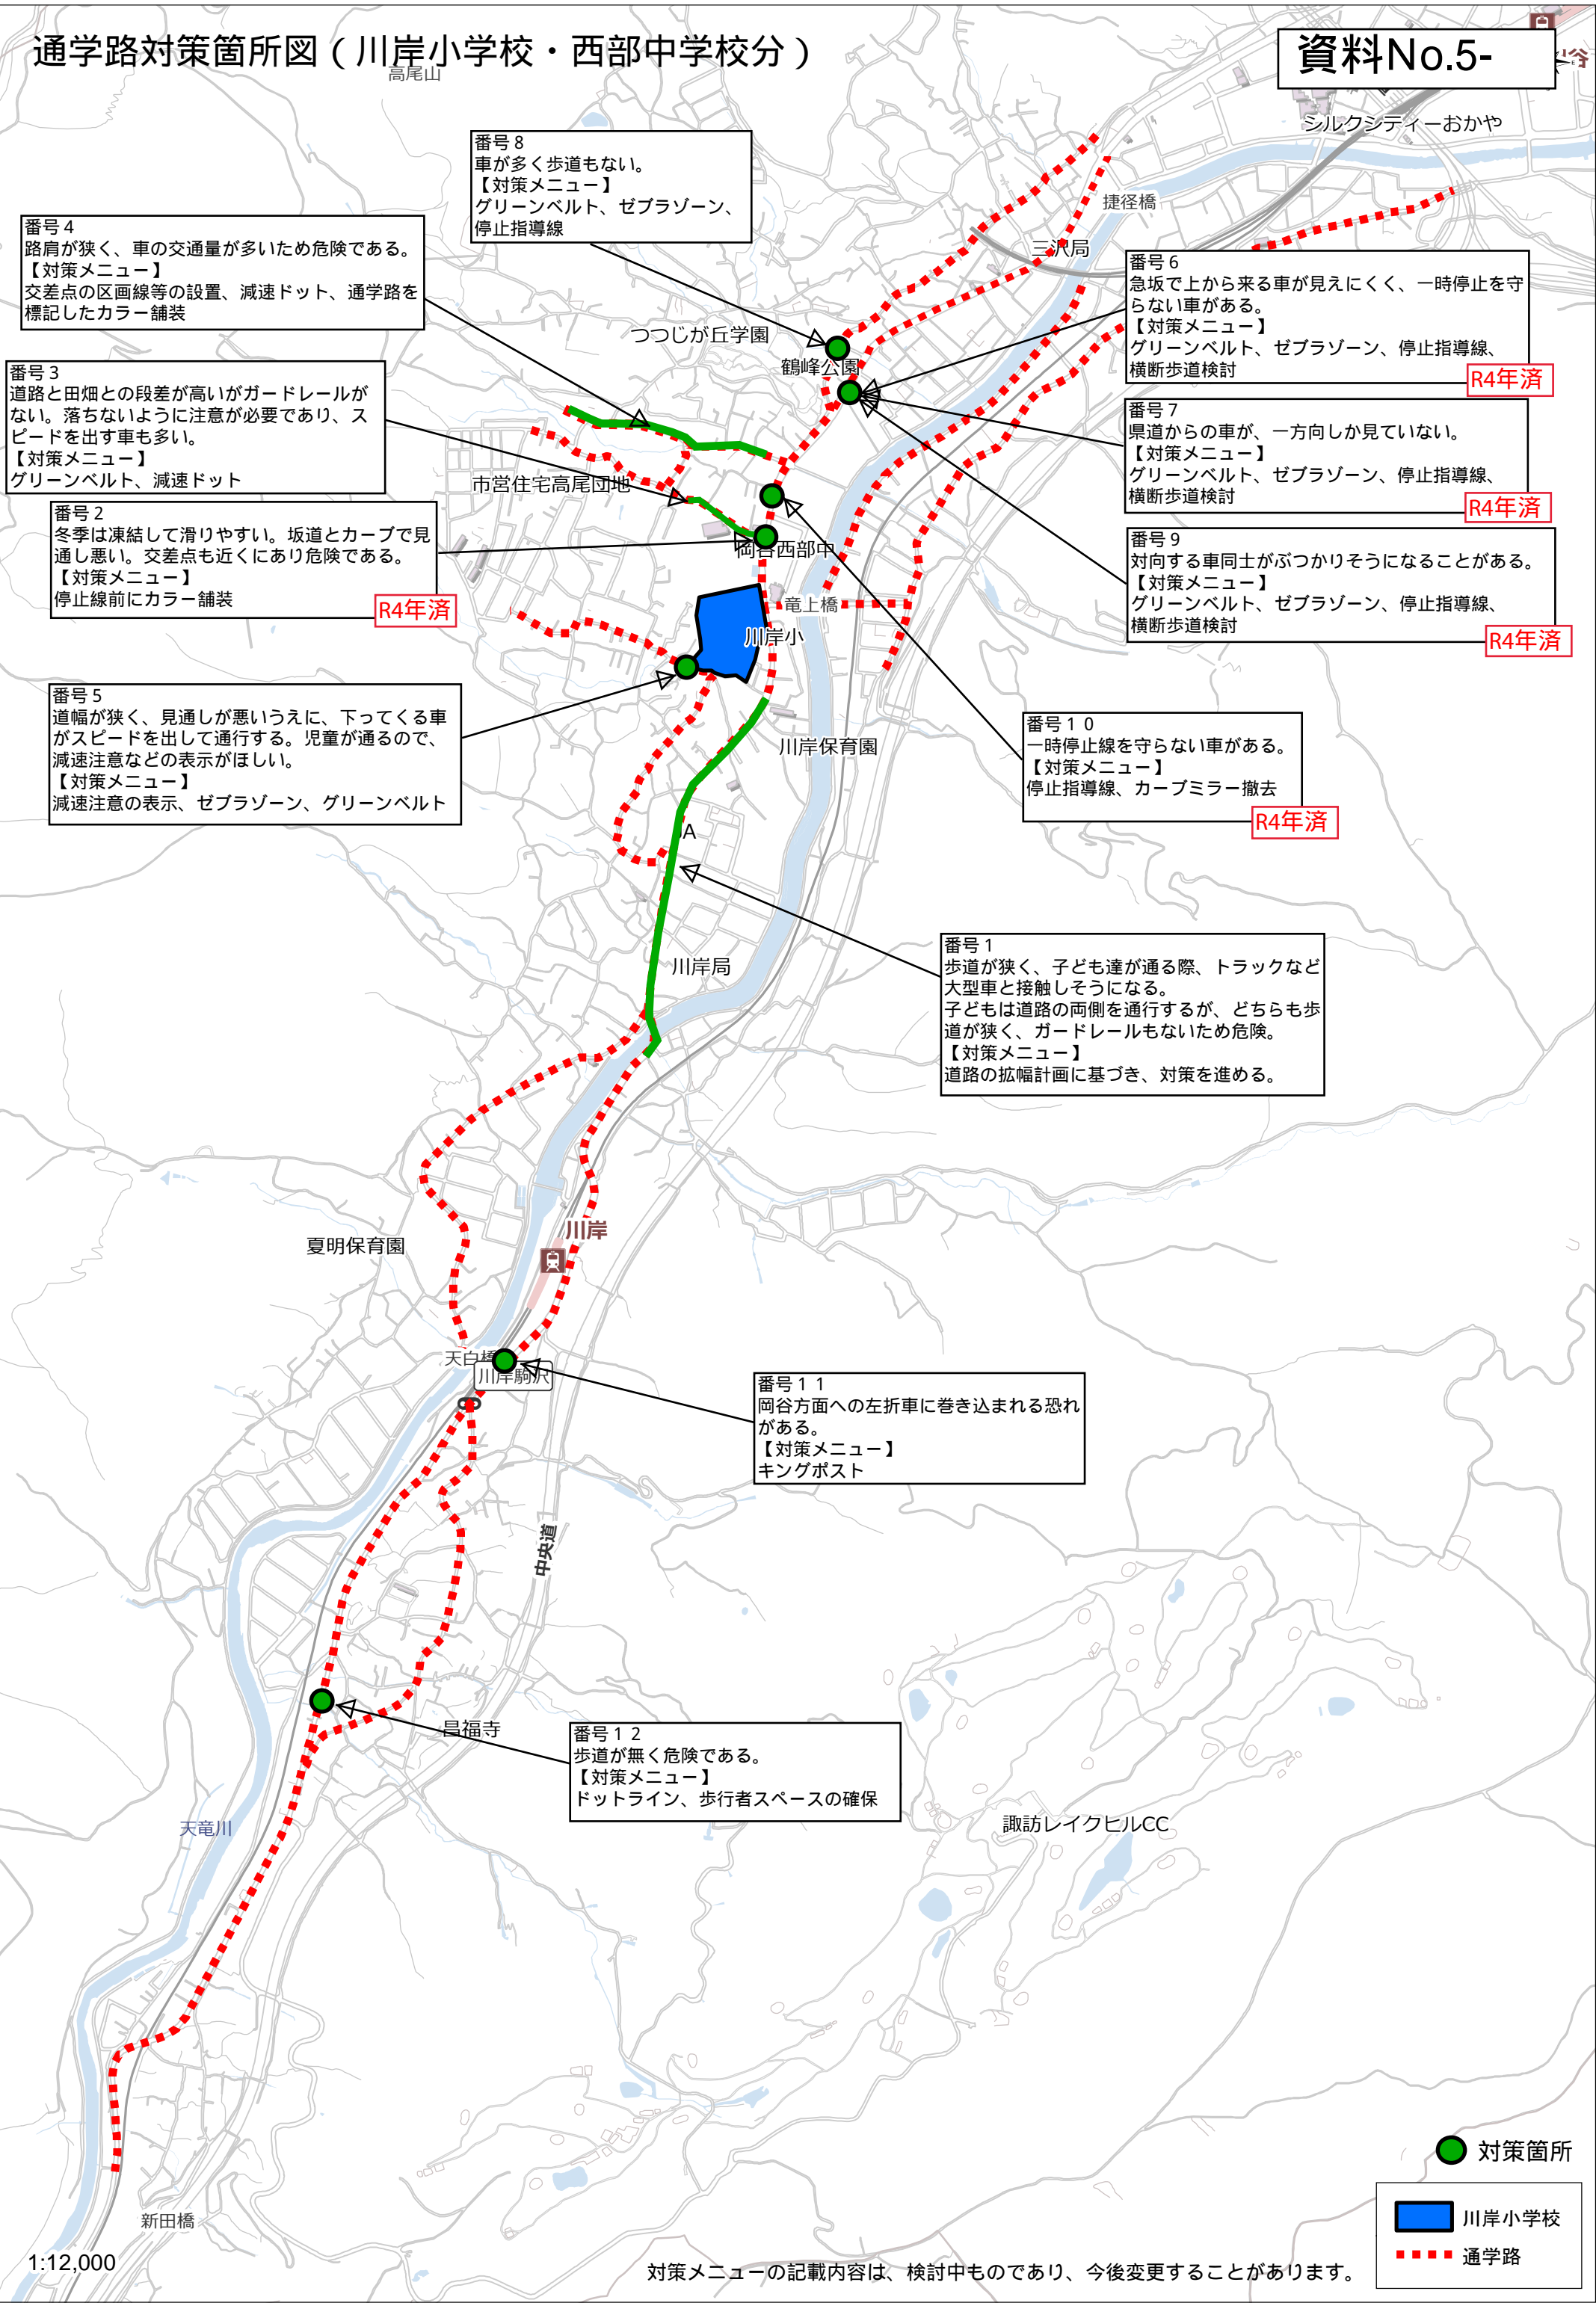 通学路対策箇所図（川岸小学校・西部中学校分）
資料No.5-
高尾山
シルクシティーおかや
番号８
車が多く歩道もない。
【対策メニュー】
グリーンベルト、ゼブラゾーン、
停止指導線
捷径橋
三沢局
番号４
路肩が狭く、車の交通量が多いため危険である。
【対策メニュー】
交差点の区画線等の設置、減速ドット、通学路を
標記したカラー舗装
番号６
急坂で上から来る車が見えにくく、一時停止を守
らない車がある。
【対策メニュー】
グリーンベルト、ゼブラゾーン、停止指導線、
横断歩道検討
R4年済
つつじが丘学園
鶴峰公園
番号３
道路と田畑との段差が高いがガードレールが
ない。落ちないように注意が必要であり、ス
ピードを出す車も多い。
【対策メニュー】
グリーンベルト、減速ドット
番号７
県道からの車が、一方向しか見ていない。
【対策メニュー】
グリーンベルト、ゼブラゾーン、停止指導線、
横断歩道検討
R4年済
市営住宅高尾団地
番号２
冬季は凍結して滑りやすい。坂道とカーブで見
通し悪い。交差点も近くにあり危険である。
【対策メニュー】
停止線前にカラー舗装
R4年済
岡谷西部中
番号９
対向する車同士がぶつかりそうになることがある。
【対策メニュー】
グリーンベルト、ゼブラゾーン、停止指導線、
横断歩道検討
R4年済
竜上橋
川岸小
番号５
道幅が狭く、見通しが悪いうえに、下ってくる車
がスピードを出して通行する。児童が通るので、
減速注意などの表示がほしい。
【対策メニュー】
減速注意の表示、ゼブラゾーン、グリーンベルト
川岸保育園
番号１０
一時停止線を守らない車がある。
【対策メニュー】
停止指導線、カーブミラー撤去
R4年済
川岸局
番号１
歩道が狭く、子ども達が通る際、トラックなど
大型車と接触しそうになる。
子どもは道路の両側を通行するが、どちらも歩
道が狭く、ガードレールもないため危険。
【対策メニュー】
道路の拡幅計画に基づき、対策を進める。
川岸
夏明保育園
天白橋
川岸駒沢
番号１１
岡谷方面への左折車に巻き込まれる恐れ
がある。
【対策メニュー】
キングポスト
中央道
昌福寺
番号１２
歩道が無く危険である。
【対策メニュー】
ドットライン、歩行者スペースの確保
天竜川
諏訪レイクヒルCC
対策箇所
川岸小学校
通学路
新田橋
1:12,000
対策メニューの記載内容は、検討中ものであり、今後変更することがあります。